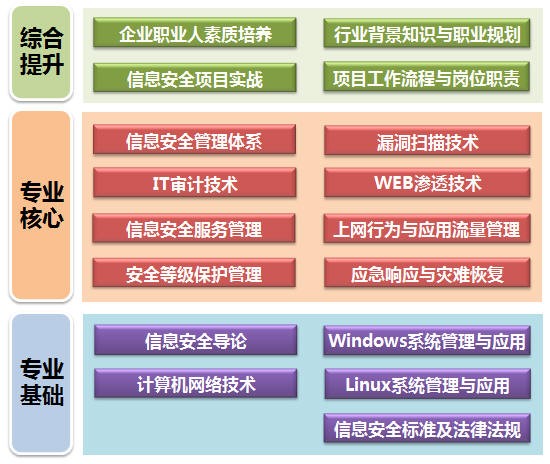 综合
提升
企业职业人素质培养
行业背景知识与职业规划
信息安全项目实战
项目工作流程与岗位职责
专业
核心
信息安全管理体系
漏洞扫描技术
IT审计技术
WEB渗透技术
信息安全服务管理
上网行为与应用流量管理
安全等级保护管理
应急响应与灾难恢复
专业
基础
信息安全导论
Windows系统管理与应用
计算机网络技术
Linux系统管理与应用
信息安全标准及法律法规